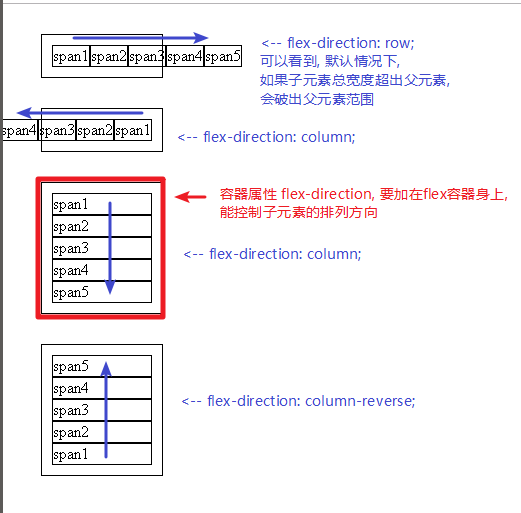 span1 span2 span3 span4 span5
<-- flex-direction: row;
可以看到, 默认情况下,
如果子元素总宽度超出父元素,
会破出父元素范围
span4 span3 span2 span1
<-- flex-direction: column;
span1
span2
span3
span4
span5
容器属性 flex-direction, 要加在flex容器身上,
能控制子元素的排列方向
<-- flex-direction: column;
span5
span4
span3
span2
span1
<-- flex-direction: column-reverse;